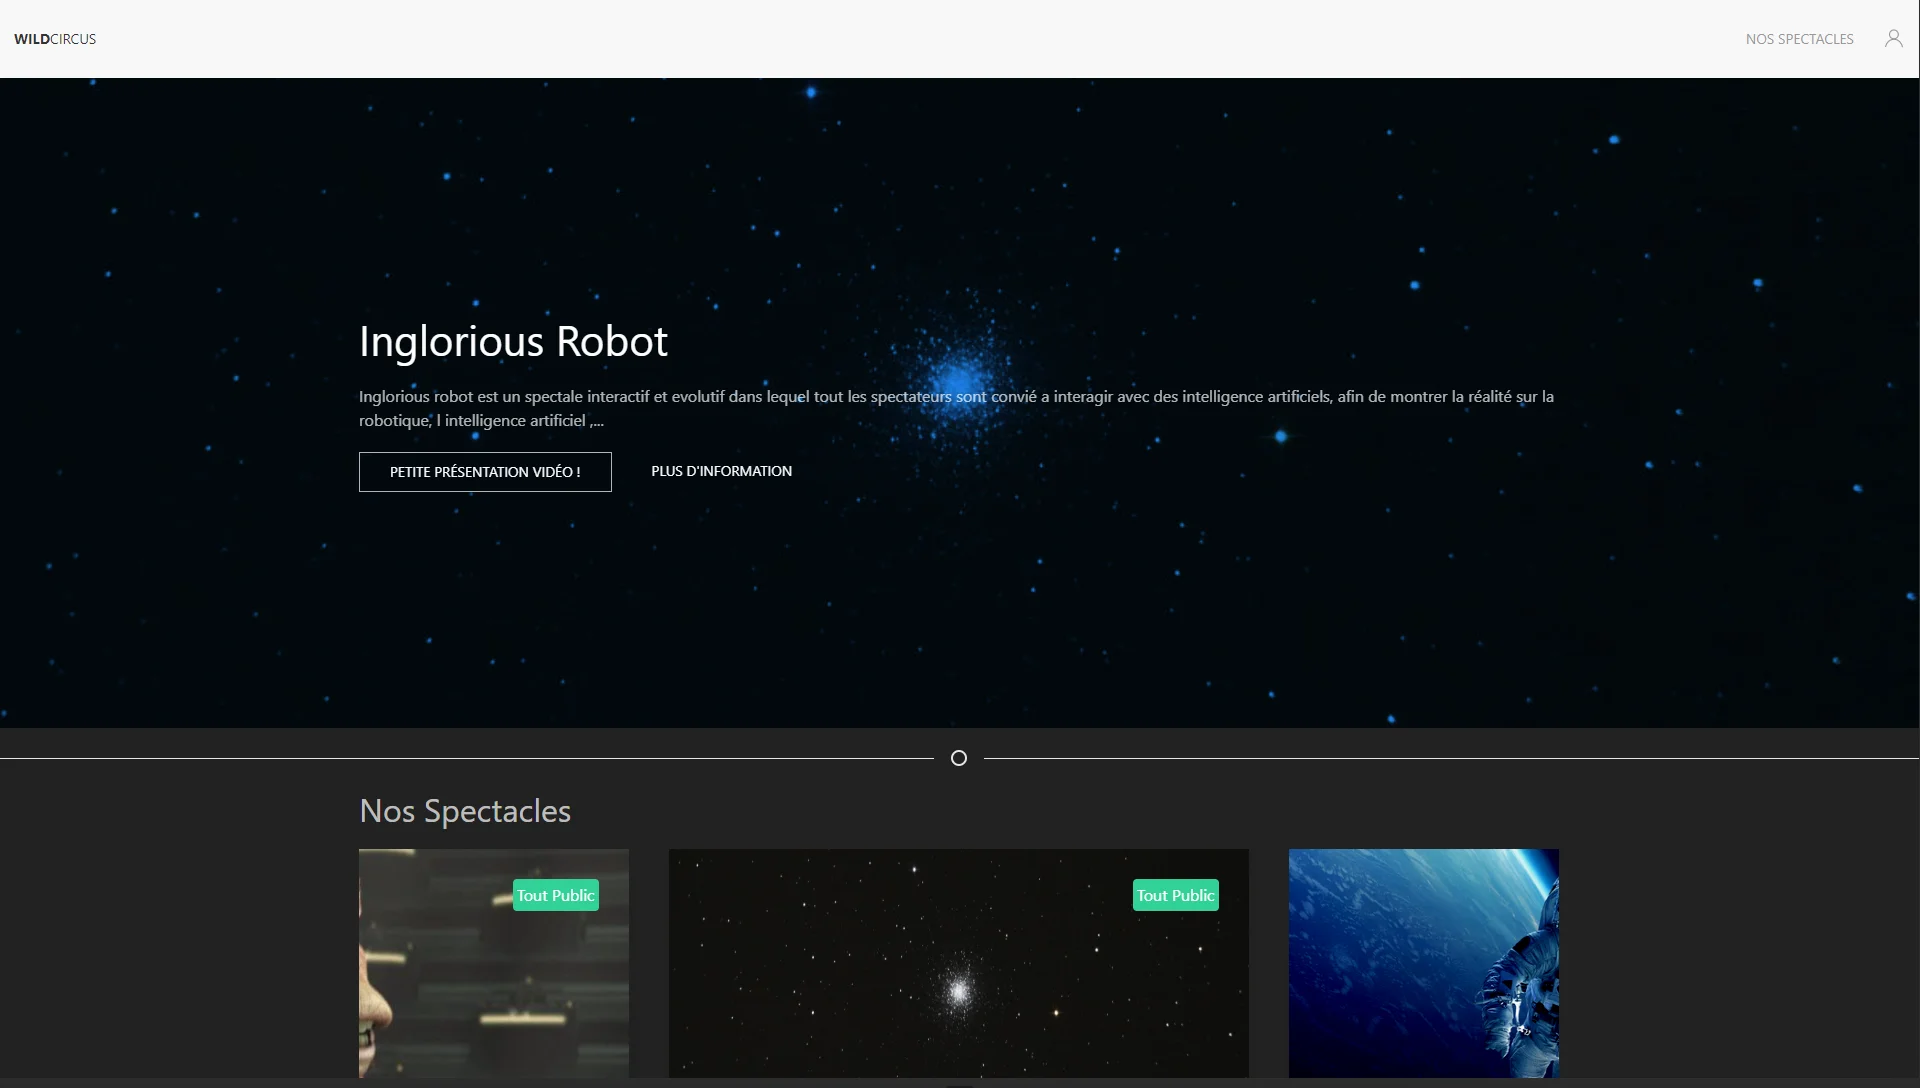 WILDCIRCUS
NOS SPECTACLES
Inglorious Robot
Inglorious robot est un spectale interactif et evolutif dans lequel tout les spectateurs sont convié a interagir avec des intelligence artificiels, afin de montrer la réalité sur la
robotique, l intelligence artificiel ,...
PETITE PRÉSENTATION VIDÉO !
PLUS D'INFORMATION
Nos Spectacles
Tout Public
Tout Public